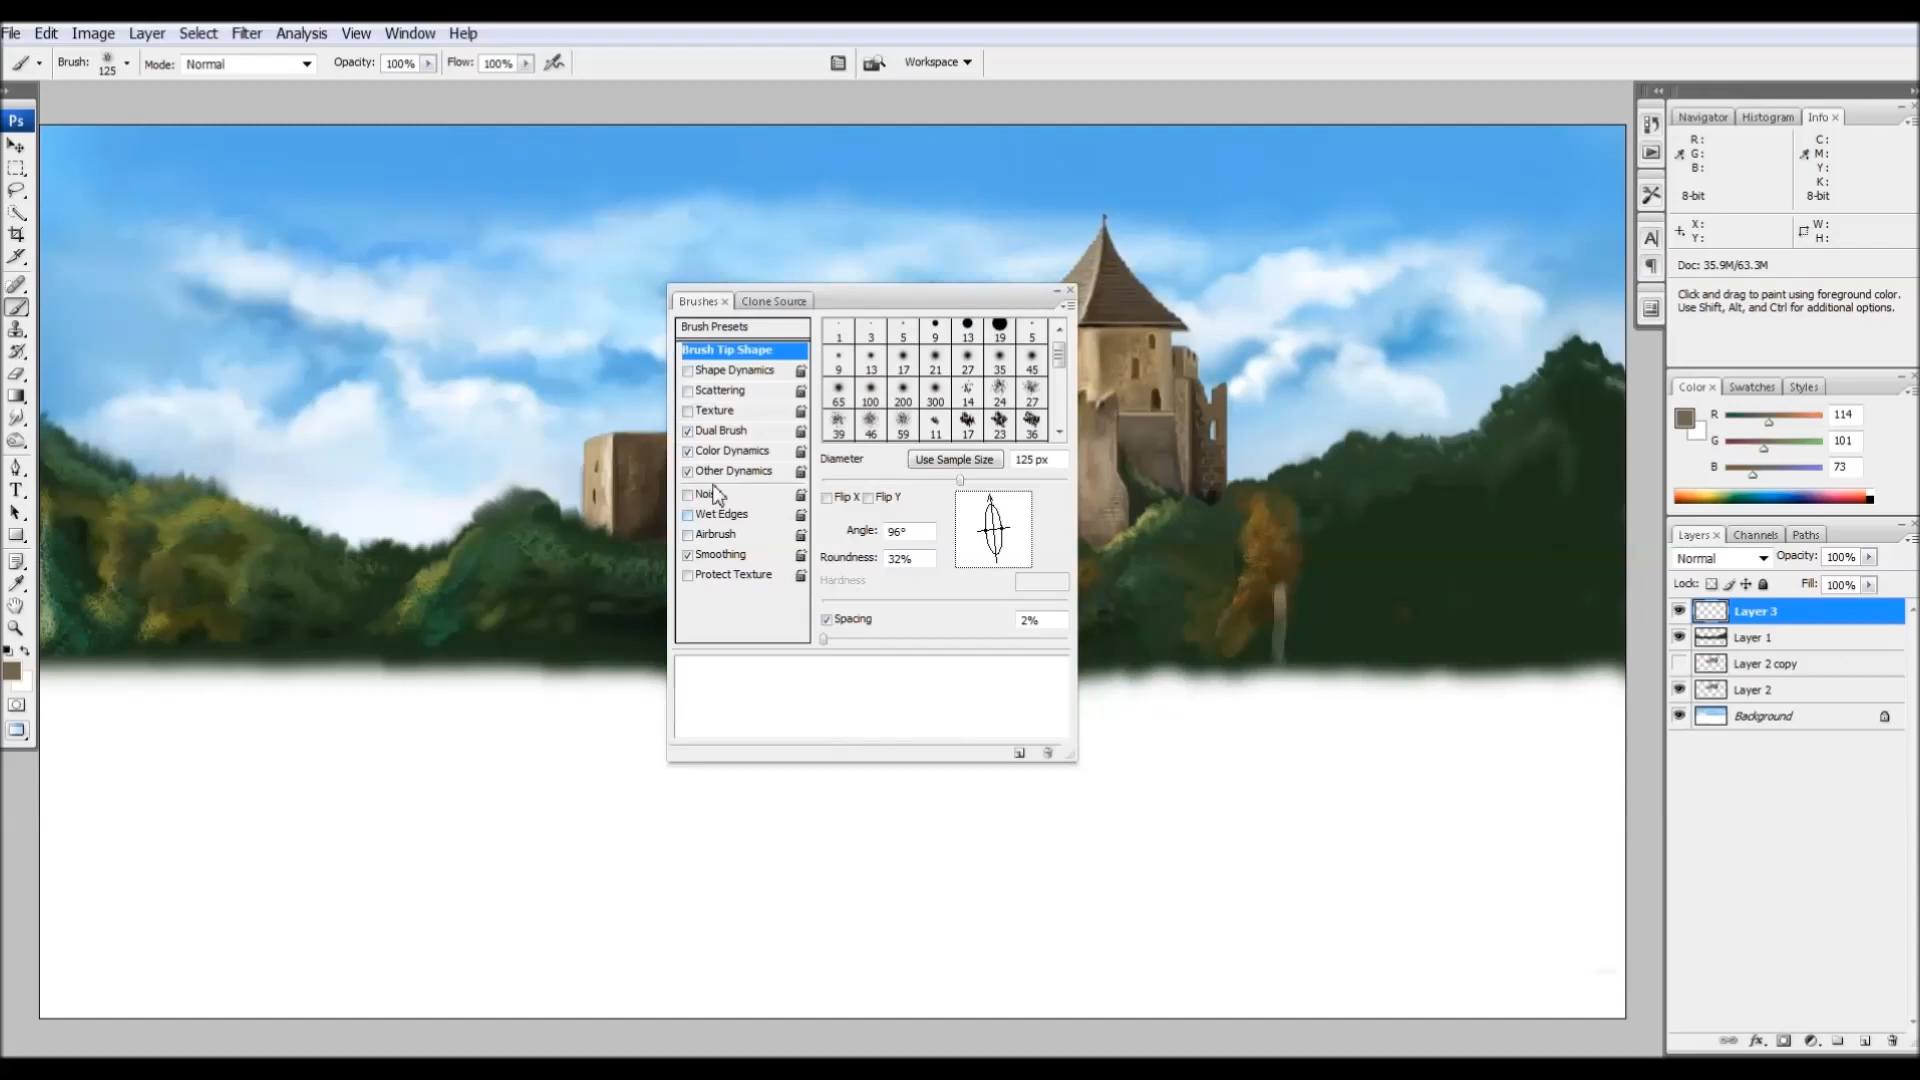 File Edit Image Layer Select Filter Analysis View Window Help
Brush: 125 Mode: Normal Opacity: 100% Flow: 100% Workspace
Ps
Brushes Clone Source
Brush Presets
Brush Tip Shape
Shape Dynamics
Scattering
Texture
Dual Brush
Color Dynamics
Other Dynamics
Wet Edges
Airbrush
Smoothing
Protect Texture
1 3 5 9 13 19 5
9 13 17 21 27 35 45
65 100 200 300 14 24 27
39 46 59 11 17 23 36
Diameter Use Sample Size 125 px
Flip X Flip Y
Angle: 96°
Roundness: 32%
Hardness
Spacing 2%
Navigator Histogram Info
R: C:
G: M:
B: Y:
K:
8-bit 8-bit
X: W:
Y: H:
Doc: 35.9M/63.3M
Click and drag to paint using foreground color.
Use Shift, Alt, and Ctrl for additional options.
Color Swatches Styles
R 114
G 101
B 73
Layers Channels Paths
Normal Opacity: 100%
Lock: Fill: 100%
Layer 3
Layer 1
Layer 2 copy
Layer 2
Background